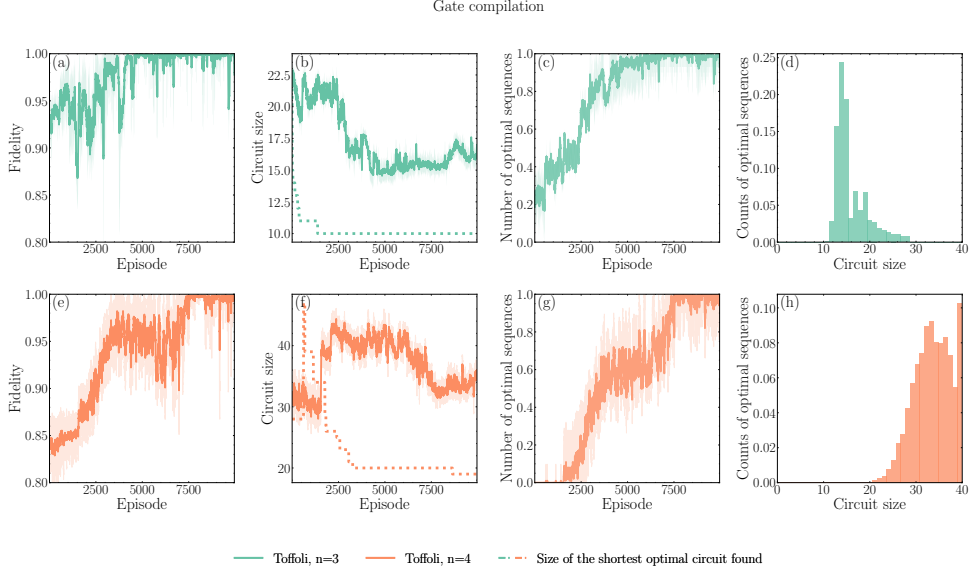 Gate compilation
(a)
1.00
0.95
0.90
0.85
0.80
Fidelity
2500
5000
7500
Episode
(b)
22.5
20.0
17.5
15.0
12.5
10.0
Circuit size
2500
5000
7500
Episode
(c)
1.0
0.8
0.6
0.4
0.2
0.0
Number of optimal sequences
2500
5000
7500
Episode
(d)
0.25
0.20
0.15
0.10
0.05
0.00
Counts of optimal sequences
0
10
20
30
40
Circuit size
(e)
1.00
0.95
0.90
0.85
0.80
Fidelity
2500
5000
7500
Episode
(f)
40
30
20
Circuit size
2500
5000
7500
Episode
(g)
1.0
0.8
0.6
0.4
0.2
0.0
Number of optimal sequences
2500
5000
7500
Episode
(h)
0.10
0.08
0.06
0.04
0.02
0.00
Counts of optimal sequences
0
10
20
30
40
Circuit size
Toffoli, n=3
Toffoli, n=4
Size of the shortest optimal circuit found